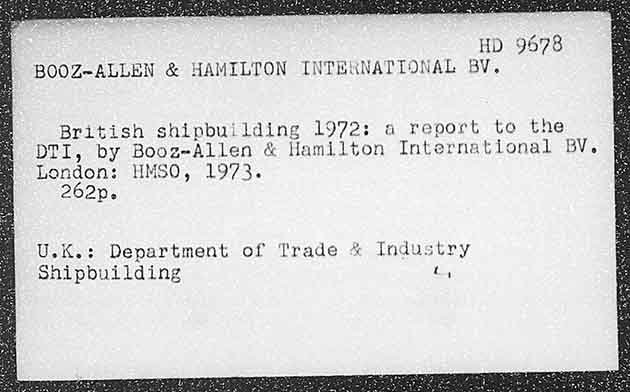 HD 9678
BOOZ-ALLEN & HAMILTON INTERNATIONAL BV.
British shipbuilding 1972: a report to the
DTI, by Booz-Allen & Hamilton International BV.
London: HMSO, 1973.
262p.
U.K.: Department of Trade & Industry
Shipbuilding